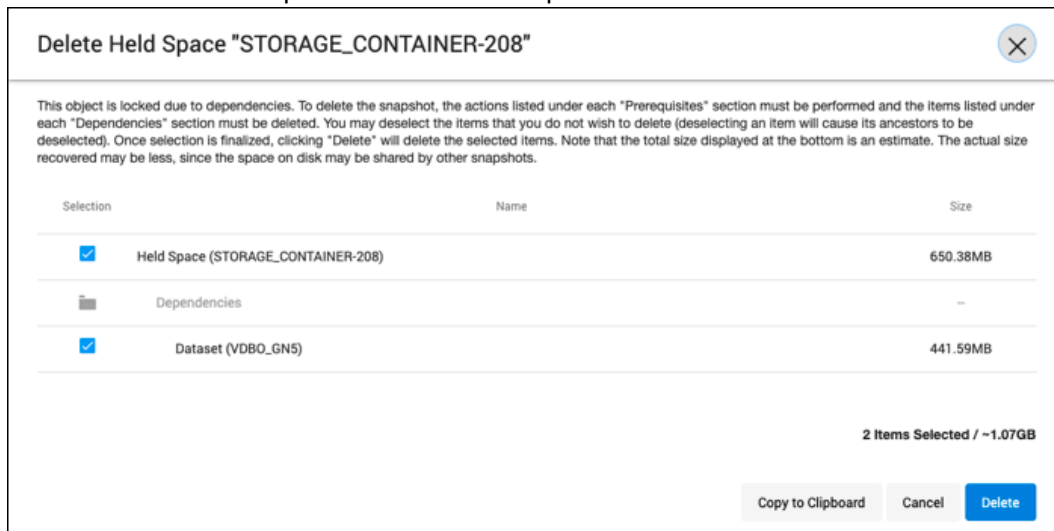 Delete Held Space "STORAGE_CONTAINER-208"
This object is locked due to dependencies. To delete the snapshot, the actions listed under each "Prerequisites" section must be performed and the items listed under
each "Dependencies" section must be deleted. You may deselect the items that you do not wish to delete (deselecting an item will cause its ancestors to be
deselected). Once selection is finalized, clicking "Delete" will delete the selected items. Note that the total size displayed at the bottom is an estimate. The actual size
recovered may be less, since the space on disk may be shared by other snapshots.
Selection Name Size
Held Space (STORAGE_CONTAINER-208) 650.38MB
Dependencies --
Dataset (VDBO_GN5) 441.59MB
2 Items Selected / ~1.07GB
Copy to Clipboard Cancel Delete